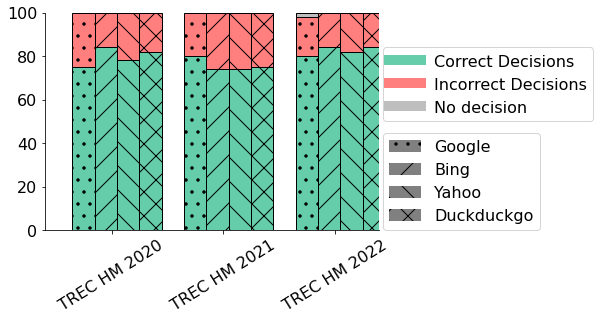 100
80
60
40
20
0
TREC HM 2020
TREC HM 2021
TREC HM 2022
Correct Decisions
Incorrect Decisions
No decision
Google
Bing
Yahoo
Duckduckgo